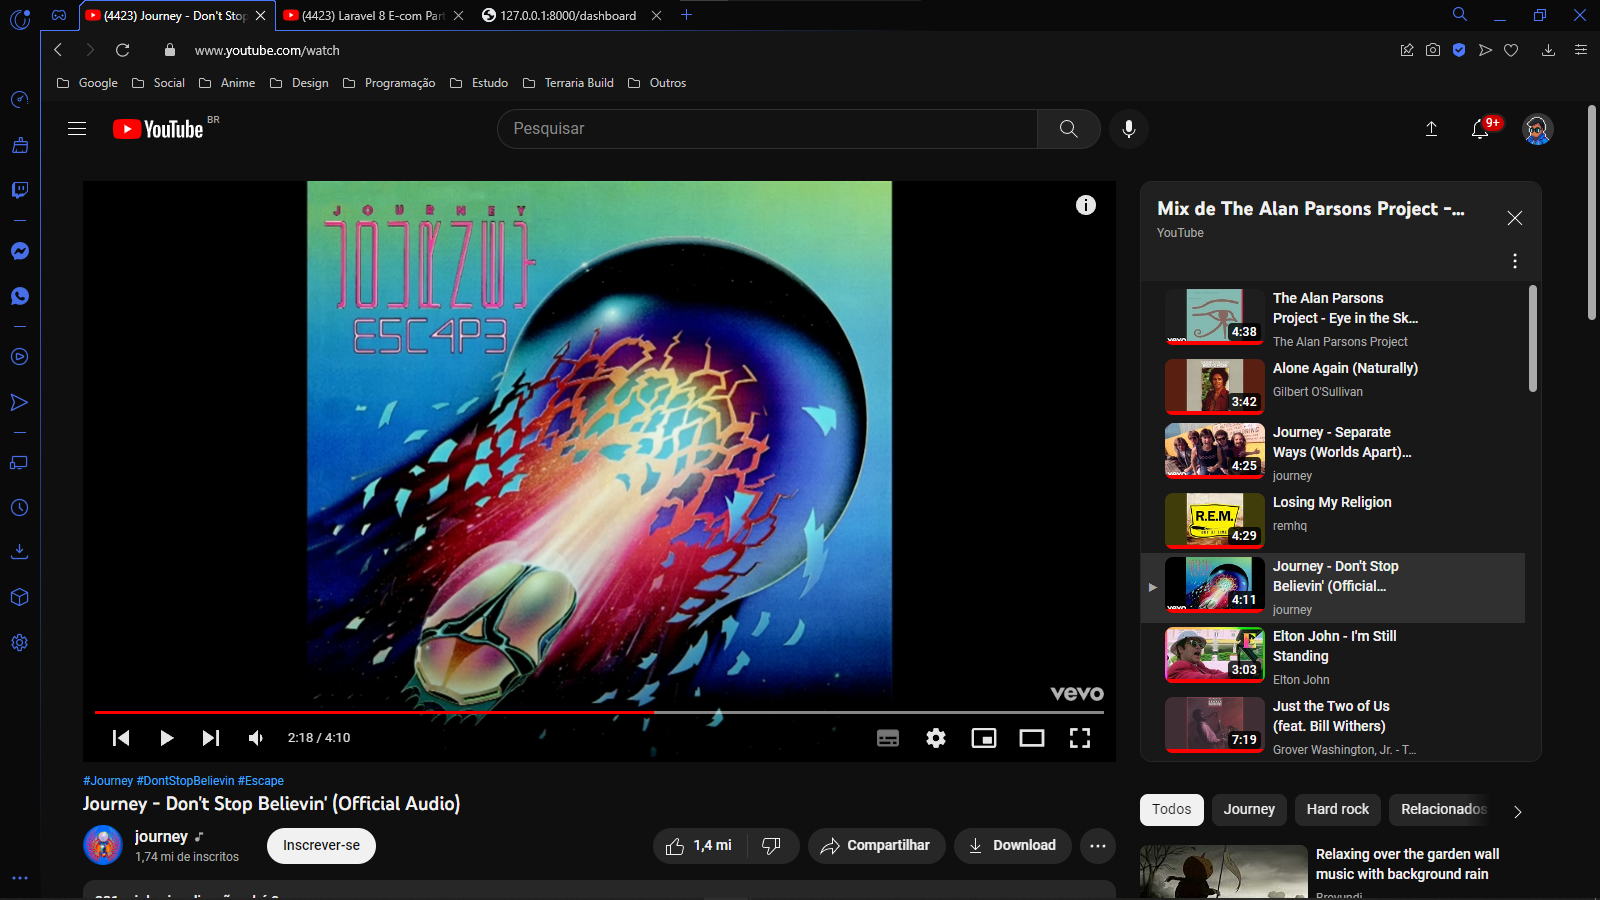 (4423) Journey - Don't Stop
(4423) Laravel 8 E-com Part
127.0.0.1:8000/dashboard
www.youtube.com/watch
Google
Social
Anime
Design
Programação
Estudo
Terraria Build
Outros
YouTube BR
Pesquisar
9+
JOURNEY
ESC4P3
vevo
2:18 / 4:10
#Journey #DontStopBelievin #Escape
Journey - Don't Stop Believin' (Official Audio)
journey
1,74 mi de inscritos
Inscrever-se
1,4 mi
Compartilhar
Download
Mix de The Alan Parsons Project -...
YouTube
The Alan Parsons
Project - Eye in the Sk...
The Alan Parsons Project
4:38
Alone Again (Naturally)
Gilbert O'Sullivan
3:42
Journey - Separate
Ways (Worlds Apart)...
journey
4:25
Losing My Religion
remhq
R.E.M.
4:29
Journey - Don't Stop
Believin' (Official...
journey
4:11
Elton John - I'm Still
Standing
Elton John
3:03
Just the Two of Us
(feat. Bill Withers)
Grover Washington, Jr. - T...
7:19
Todos
Journey
Hard rock
Relacionados
Relaxing over the garden wall
music with background rain